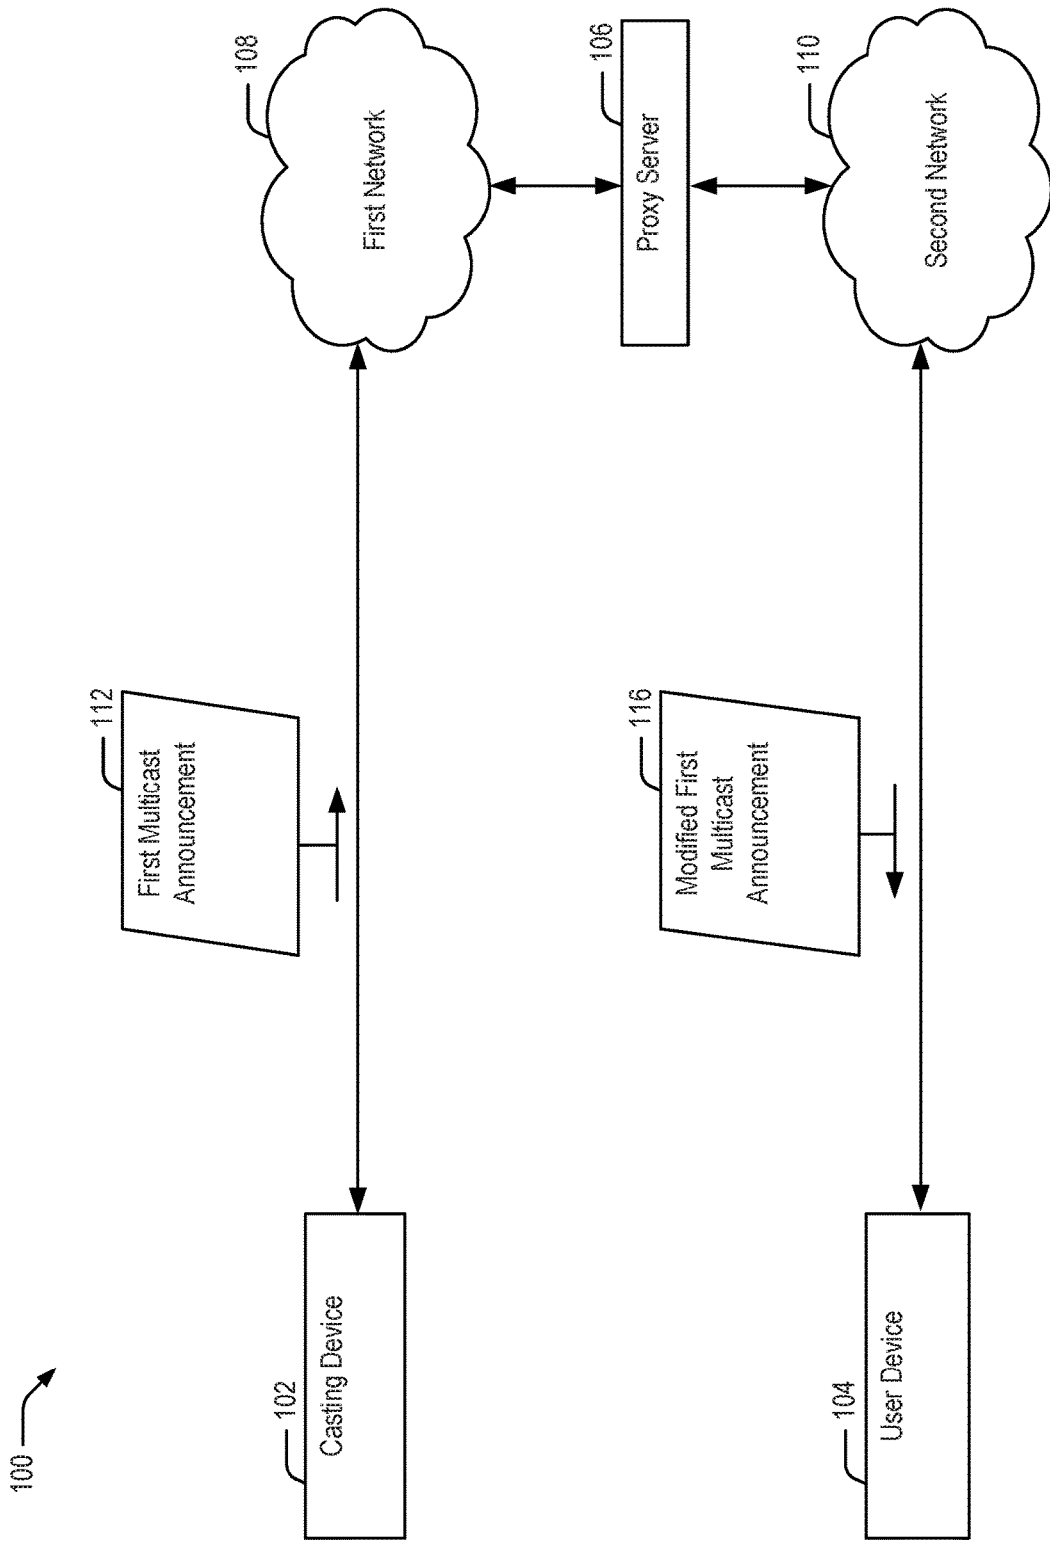 100
102
Casting Device
112
First Multicast
Announcement
108
First Network
106
Proxy Server
104
User Device
116
Modified First
Multicast
Announcement
110
Second Network